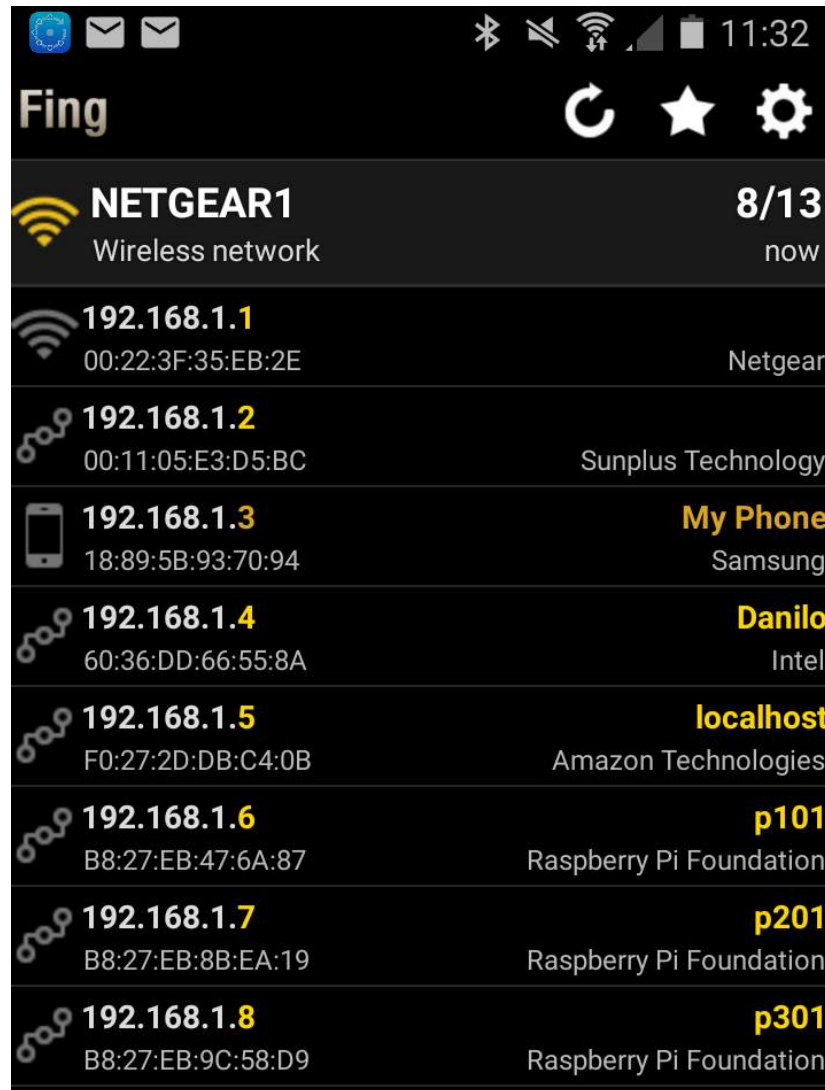 11:32
Fing
NETGEAR1 8/13
Wireless network now
192.168.1.1
00:22:3F:35:EB:2E Netgear
192.168.1.2
00:11:05:E3:D5:BC Sunplus Technology
192.168.1.3 My Phone
18:89:5B:93:70:94 Samsung
192.168.1.4 Danilo
60:36:DD:66:55:8A Intel
192.168.1.5 localhost
F0:27:2D:DB:C4:0B Amazon Technologies
192.168.1.6 p101
B8:27:EB:47:6A:87 Raspberry Pi Foundation
192.168.1.7 p201
B8:27:EB:8B:EA:19 Raspberry Pi Foundation
192.168.1.8 p301
B8:27:EB:9C:58:D9 Raspberry Pi Foundation